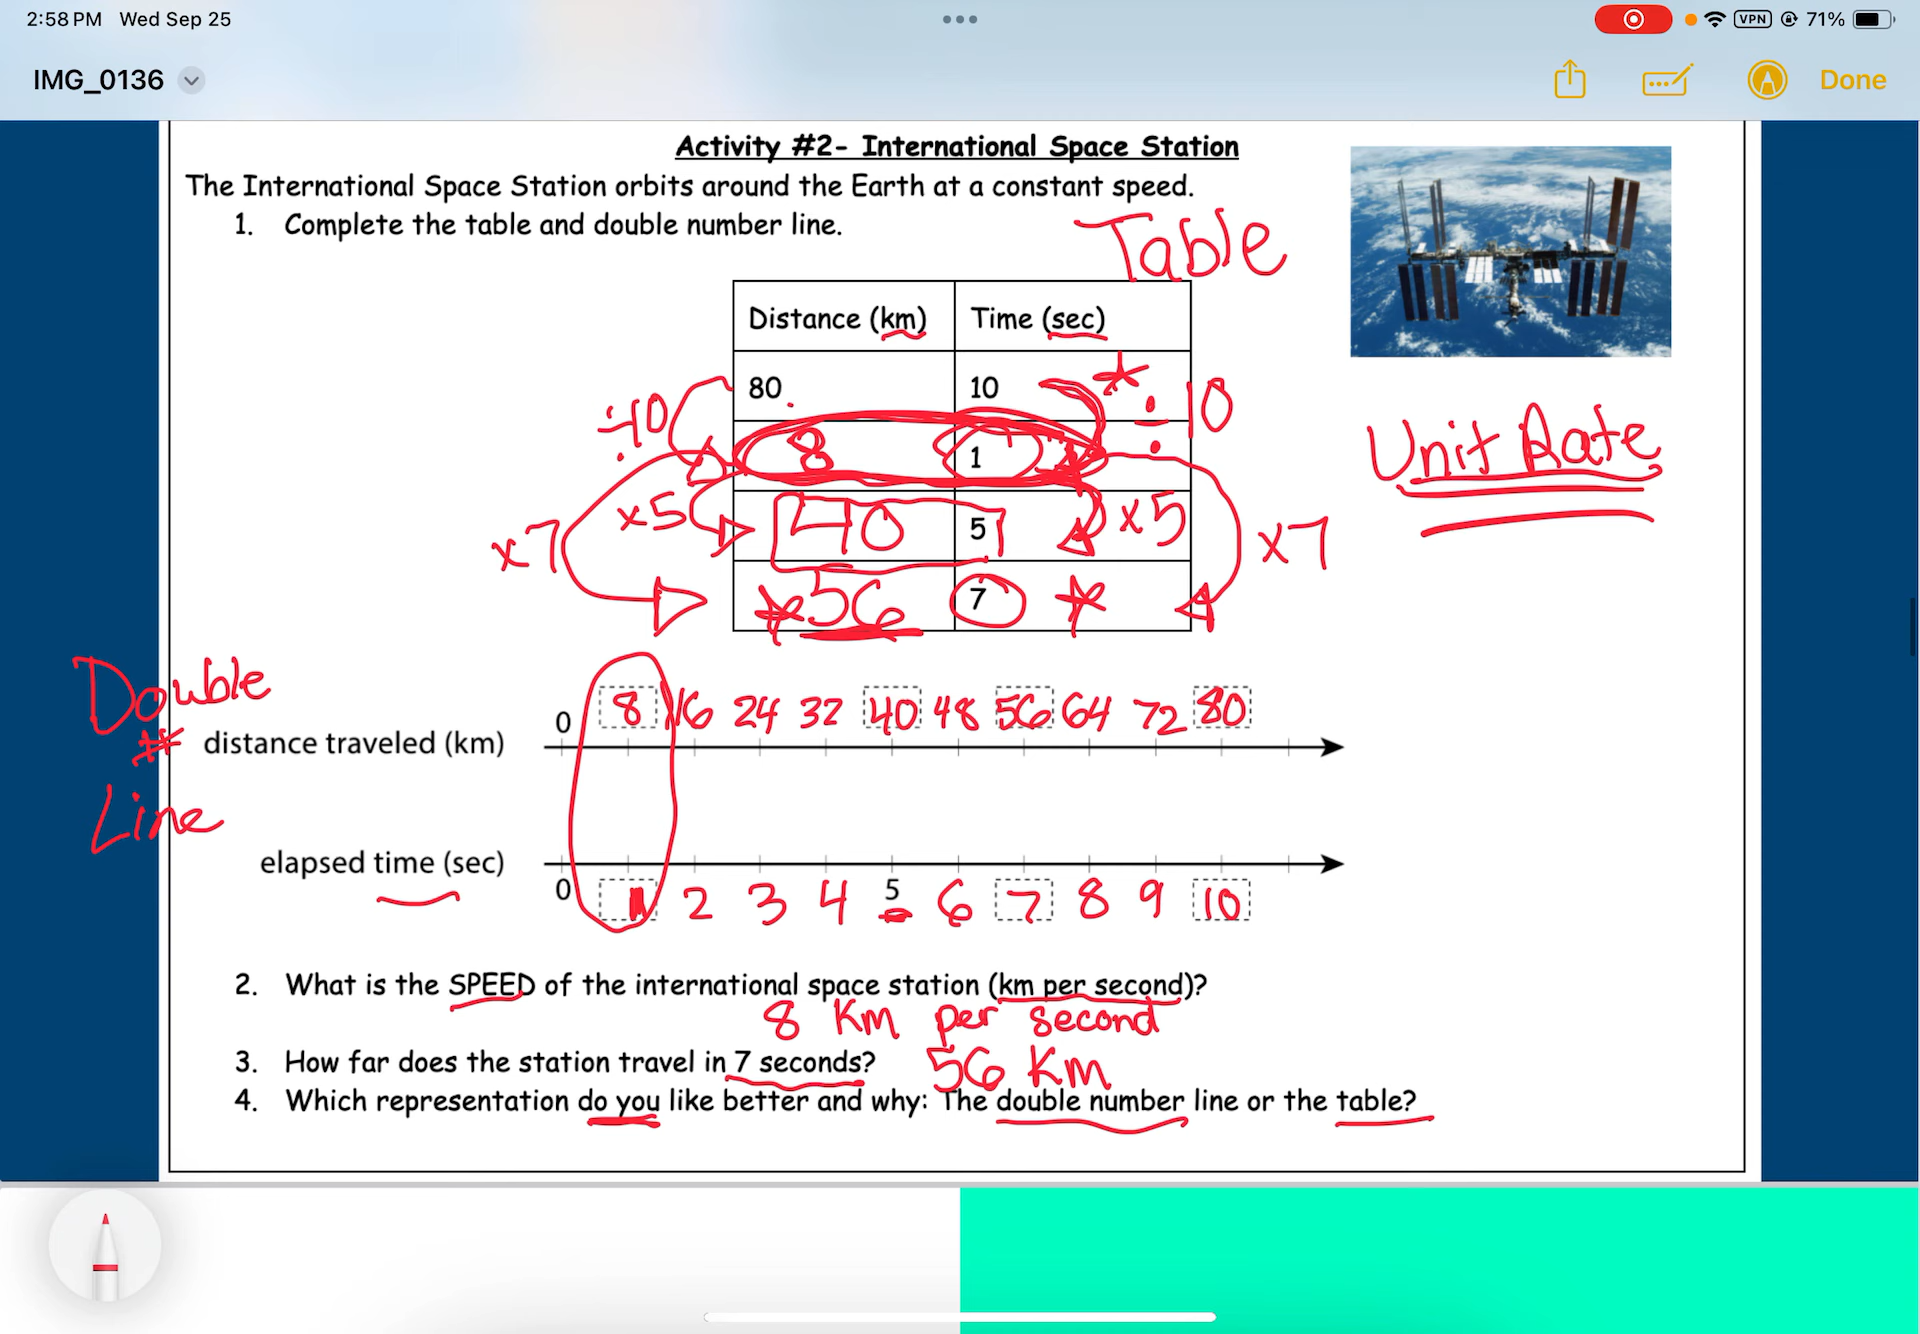 2:58 PM Wed Sep 25
VPN 71%
IMG_0136
Done
Activity #2- International Space Station
The International Space Station orbits around the Earth at a constant speed.
1. Complete the table and double number line.
Table
Distance (km) Time (sec)
80 10
÷10 ÷10
8 1
Unit Rate
x5 40 5 x5
x7 x7
56 7
Double
#
Line
0 8 16 24 32 40 48 56 64 72 80
distance traveled (km)
elapsed time (sec)
0 1 2 3 4 5 6 7 8 9 10
2. What is the SPEED of the international space station (km per second)?
8 Km per second
3. How far does the station travel in 7 seconds? 56 Km
4. Which representation do you like better and why: The double number line or the table?